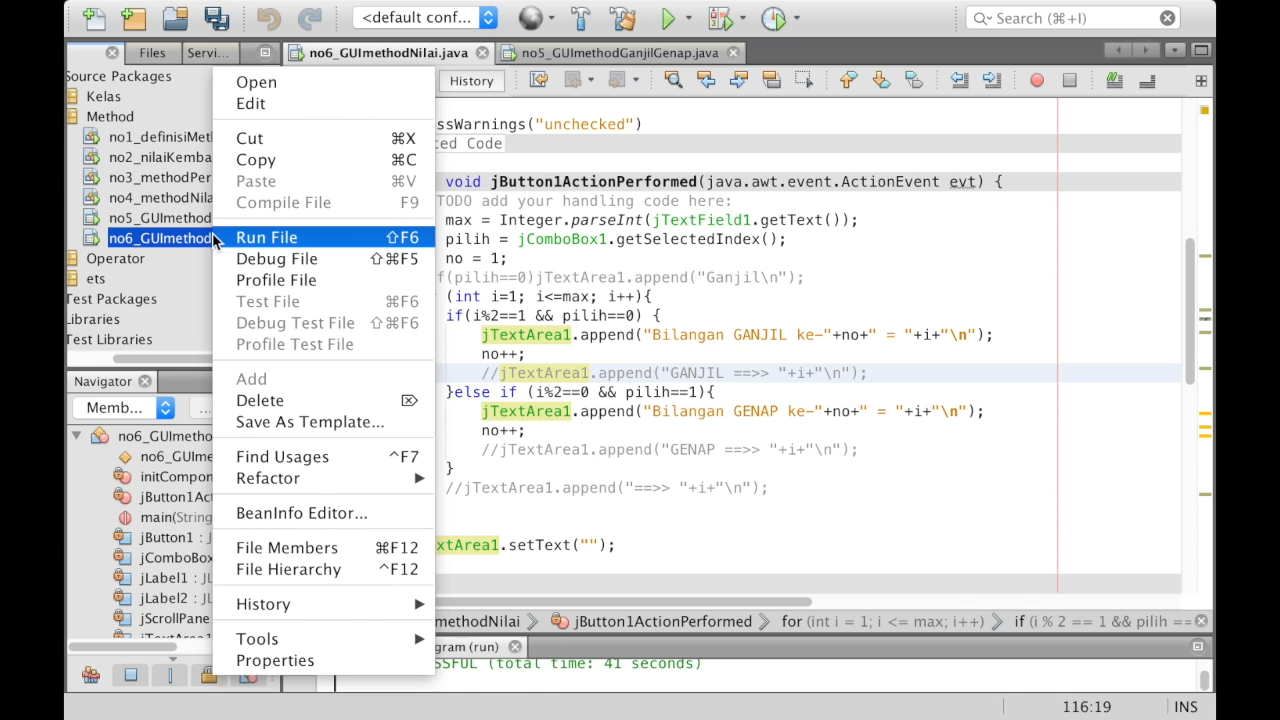 <default conf...
Search (⌘+I)
Files
Servi...
no6_GUImethodNilai.java
no5_GUImethodGanjilGenap.java
Source Packages
Kelas
Method
no1_definisiMet
no2_nilaiKemba
no3_methodPer
no4_methodNila
no5_GUImethod
no6_GUImethod
Operator
ets
Test Packages
Libraries
Test Libraries
Navigator
Memb...
...
no6_GUImetho
no6_GUIme
initCompon
jButton1Act
main(String
jButton1 : J
jComboBox
jLabel1 : JL
jLabel2 : JL
jScrollPane
Open
Edit
Cut ⌘X
Copy ⌘C
Paste ⌘V
Compile File F9
Run File ⇧F6
Debug File ⇧⌘F5
Profile File
Test File ⌘F6
Debug Test File ⇧⌘F6
Profile Test File
Add
Delete ⌦
Save As Template...
Find Usages ^F7
Refactor
BeanInfo Editor...
File Members ⌘F12
File Hierarchy ^F12
History
Tools
Properties
History
ssWarnings("unchecked")
ted Code
void jButton1ActionPerformed(java.awt.event.ActionEvent evt) {
TODO add your handling code here:
max = Integer.parseInt(jTextField1.getText());
pilih = jComboBox1.getSelectedIndex();
no = 1;
f(pilih==0)jTextArea1.append("Ganjil\n");
(int i=1; i<=max; i++){
if(i%2==1 && pilih==0) {
jTextArea1.append("Bilangan GANJIL ke-"+no+" = "+i+"\n");
no++;
//jTextArea1.append("GANJIL ==>> "+i+"\n");
}else if (i%2==0 && pilih==1){
jTextArea1.append("Bilangan GENAP ke-"+no+" = "+i+"\n");
no++;
//jTextArea1.append("GENAP ==>> "+i+"\n");
}
//jTextArea1.append("==>> "+i+"\n");
xtArea1.setText("");
methodNilai
jButton1ActionPerformed
for (int i = 1; i <= max; i++)
if (i % 2 == 1 && pilih ==
gram (run)
SSFUL (total time: 41 seconds)
116:19
INS